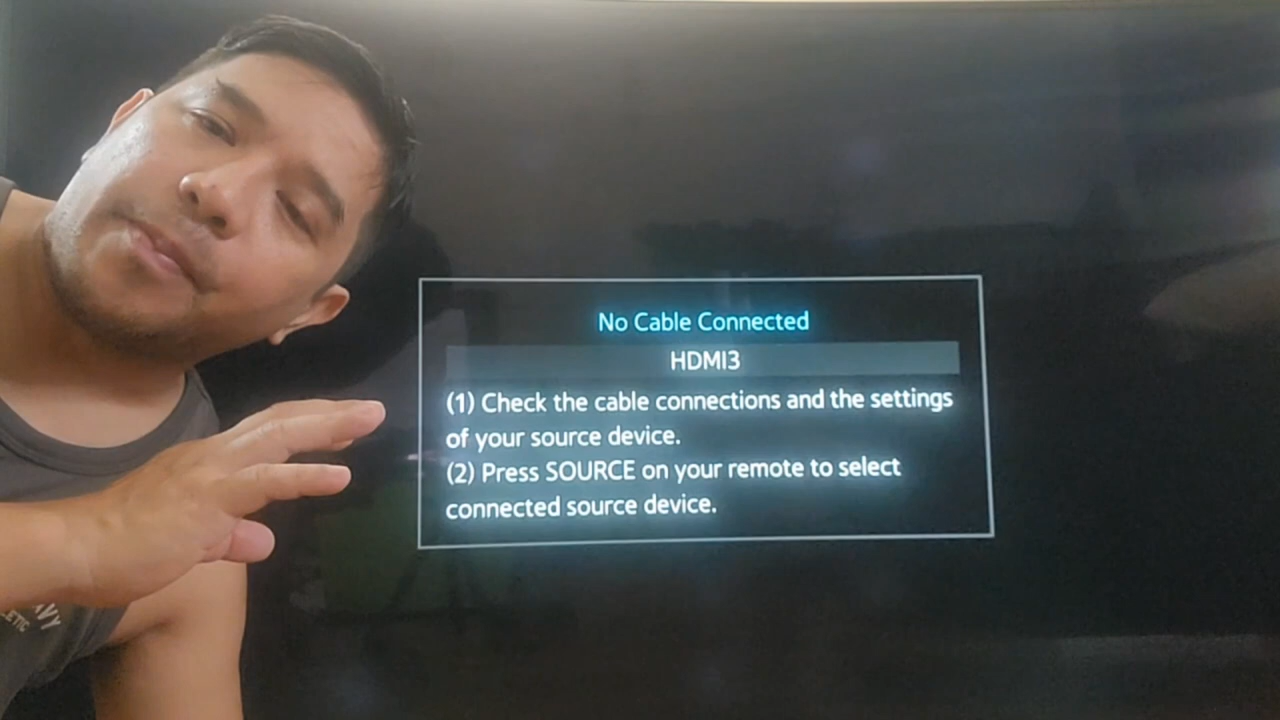 No Cable Connected
HDMI3
(1) Check the cable connections and the settings
of your source device.
(2) Press SOURCE on your remote to select
connected source device.